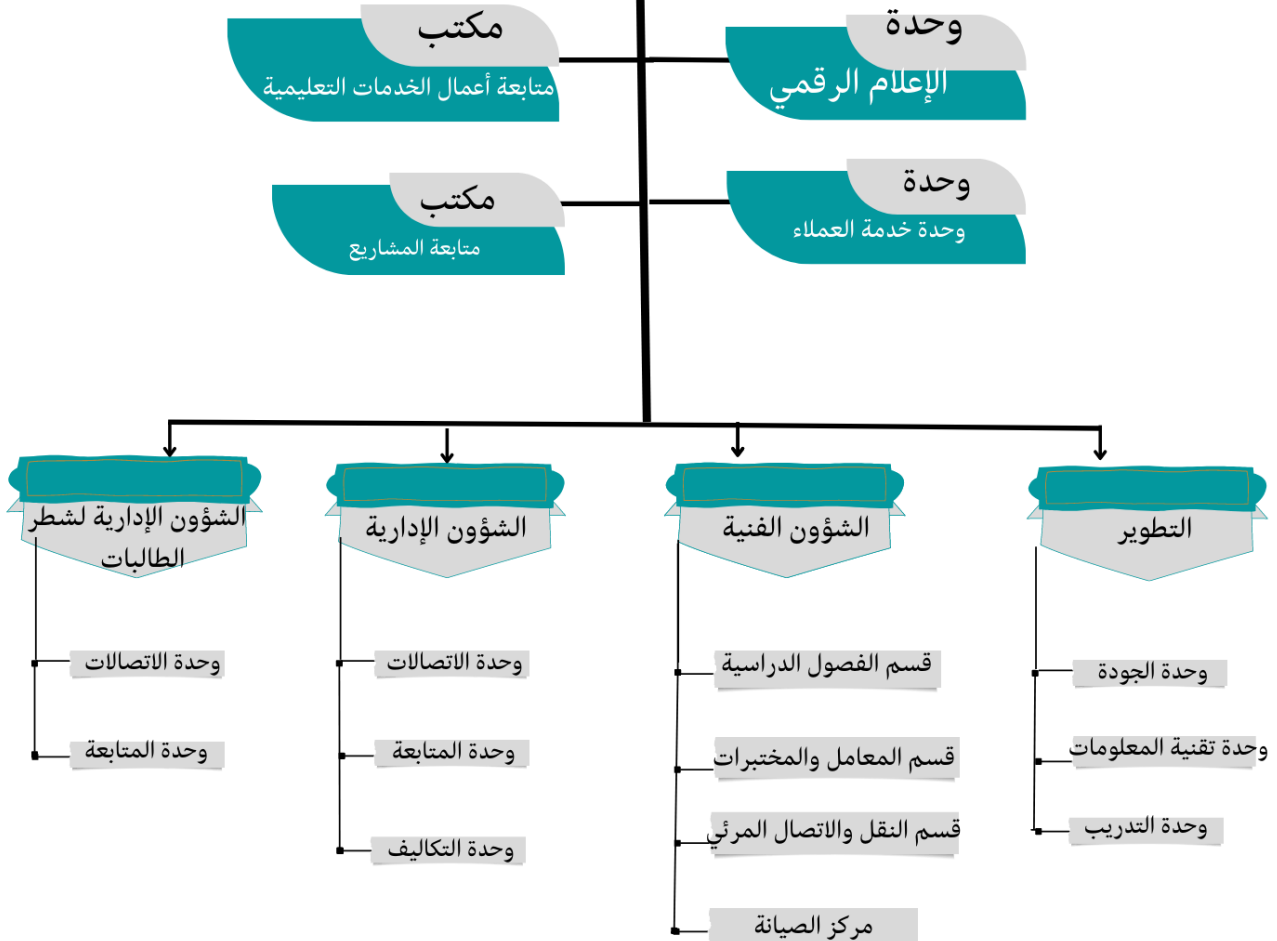 وحدة
الإعلام الرقمي
مكتب
متابعة أعمال الخدمات التعليمية
وحدة
وحدة خدمة العملاء
مكتب
متابعة المشاريع
التطوير
وحدة الجودة
وحدة تقنية المعلومات
وحدة التدريب
الشؤون الفنية
قسم الفصول الدراسية
قسم المعامل والمختبرات
قسم النقل والاتصال المرئي
مركز الصيانة
الشؤون الإدارية
وحدة الاتصالات
وحدة المتابعة
وحدة التكاليف
الشؤون الإدارية لشطر
الطالبات
وحدة الاتصالات
وحدة المتابعة